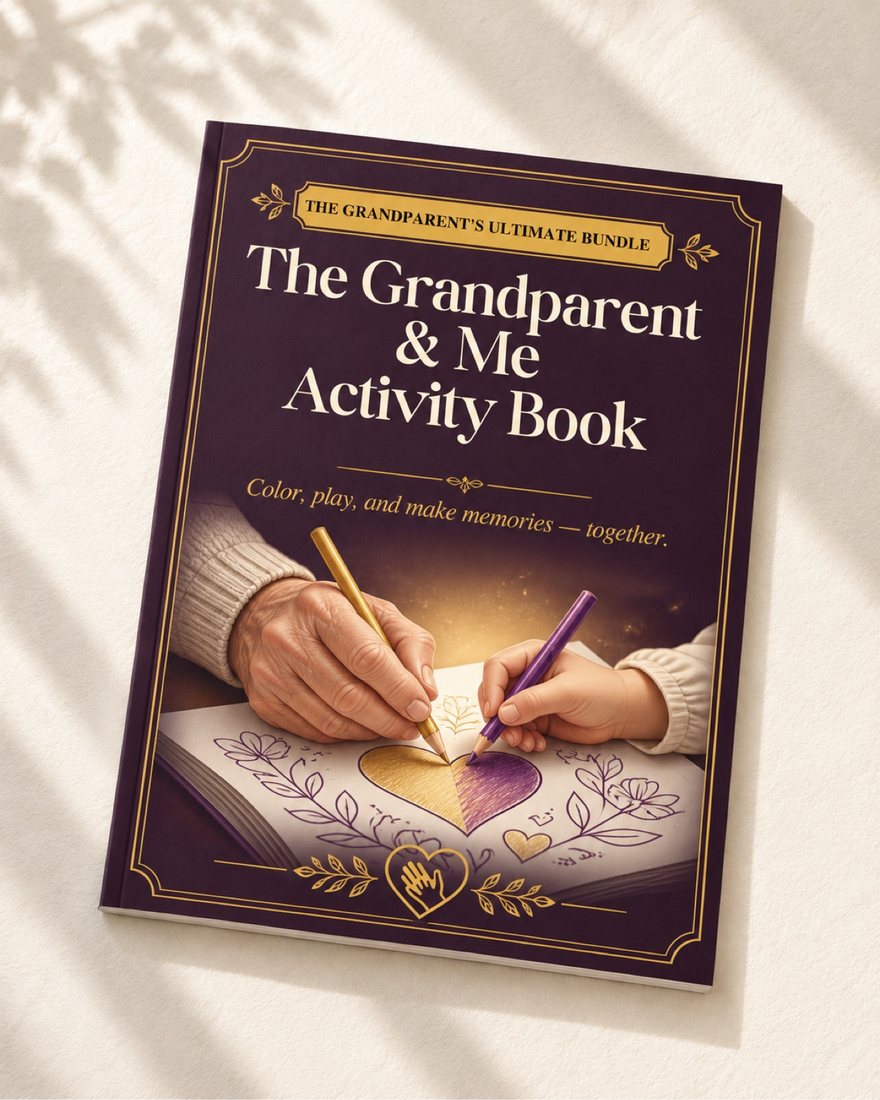 THE GRANDPARENT'S ULTIMATE BUNDLE
The Grandparent
& Me
Activity Book
Color, play, and make memories — together.